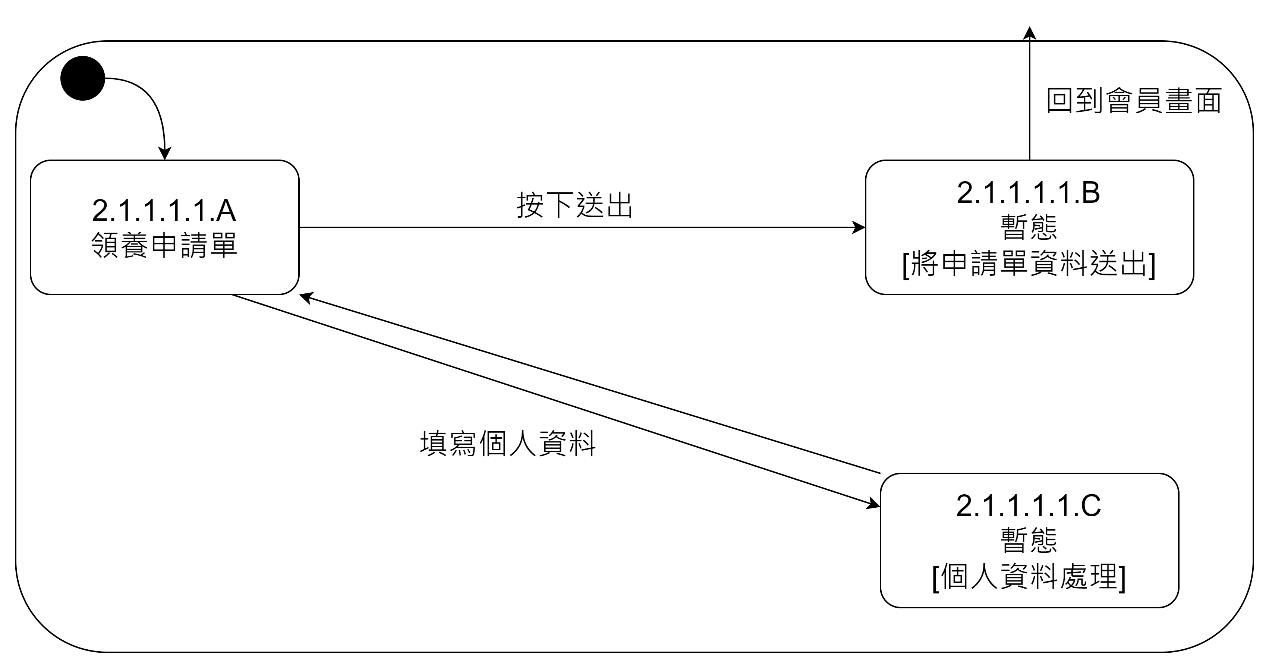 回到會員畫面
2.1.1.1.1.A
領養申請單
按下送出
2.1.1.1.1.B
暫態
[將申請單資料送出]
填寫個人資料
2.1.1.1.1.C
暫態
[個人資料處理]